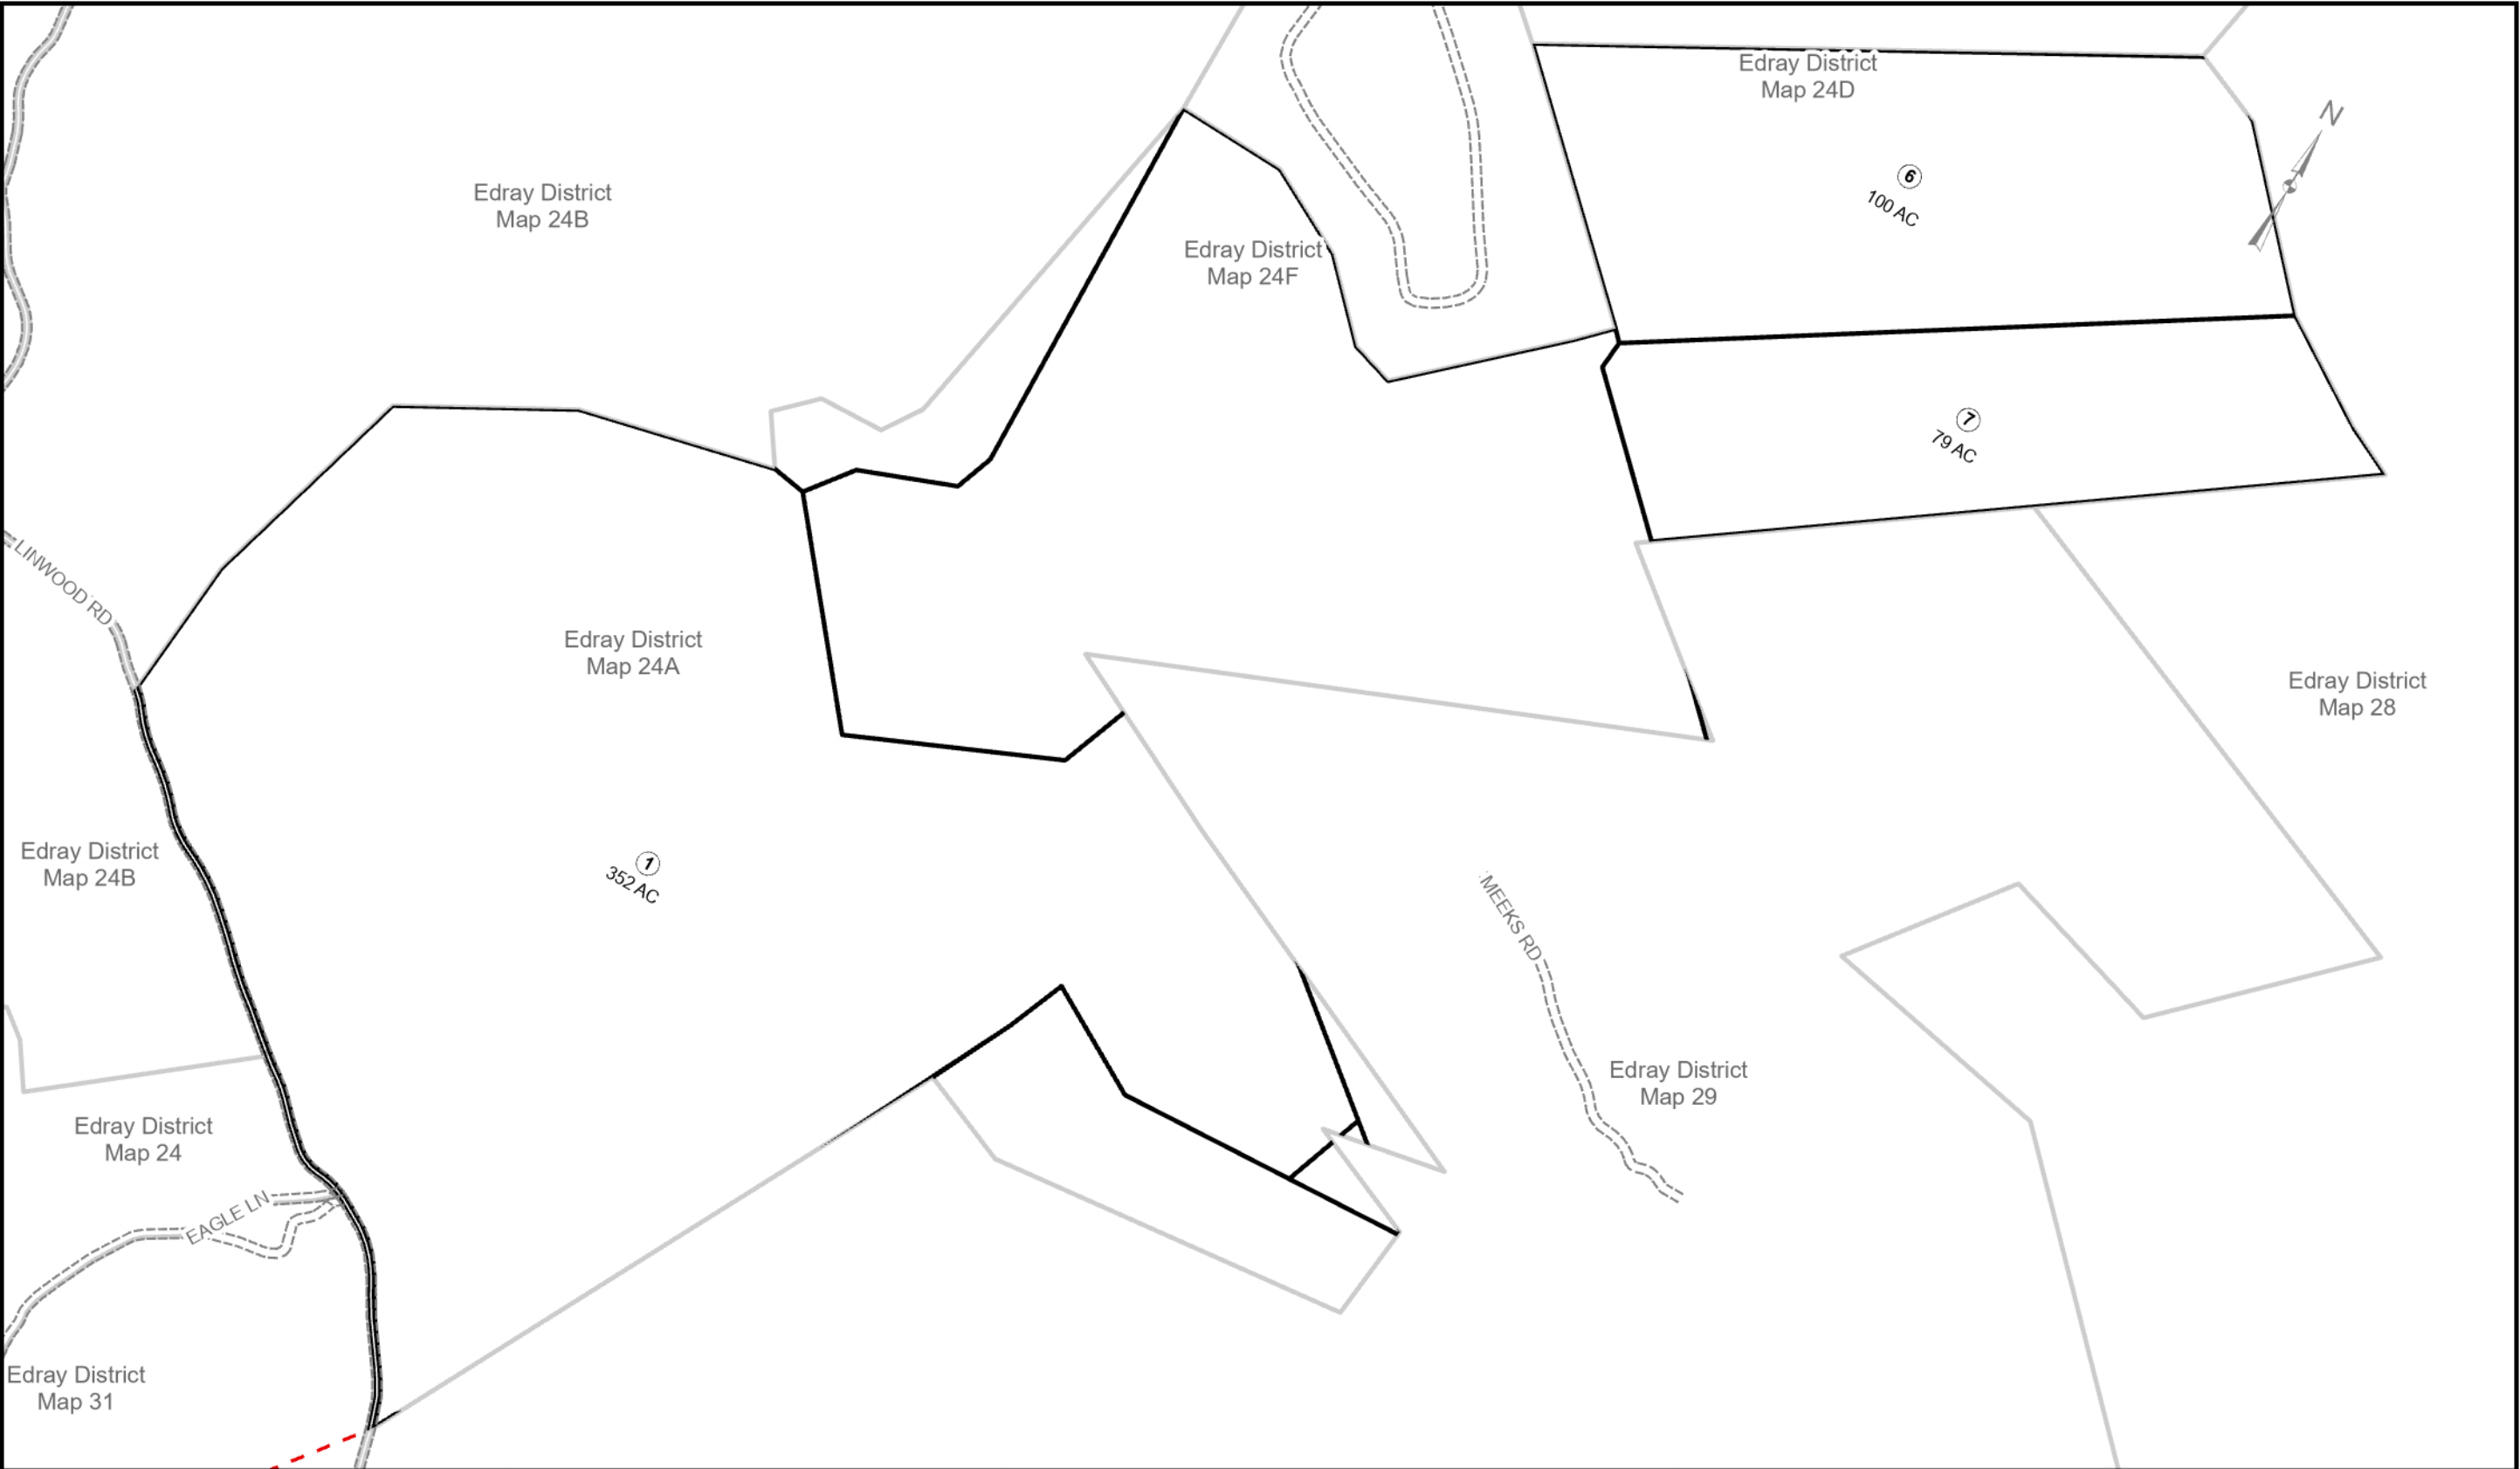 Edray District
Map 24D
N
6
100 AC
Edray District
Map 24B
Edray District
Map 24F
7
79 AC
LINWOOD RD
Edray District
Map 24A
Edray District
Map 28
Edray District
Map 24B
1
352 AC
MEEKS RD
Edray District
Map 29
Edray District
Map 24
EAGLE LN
Edray District
Map 31